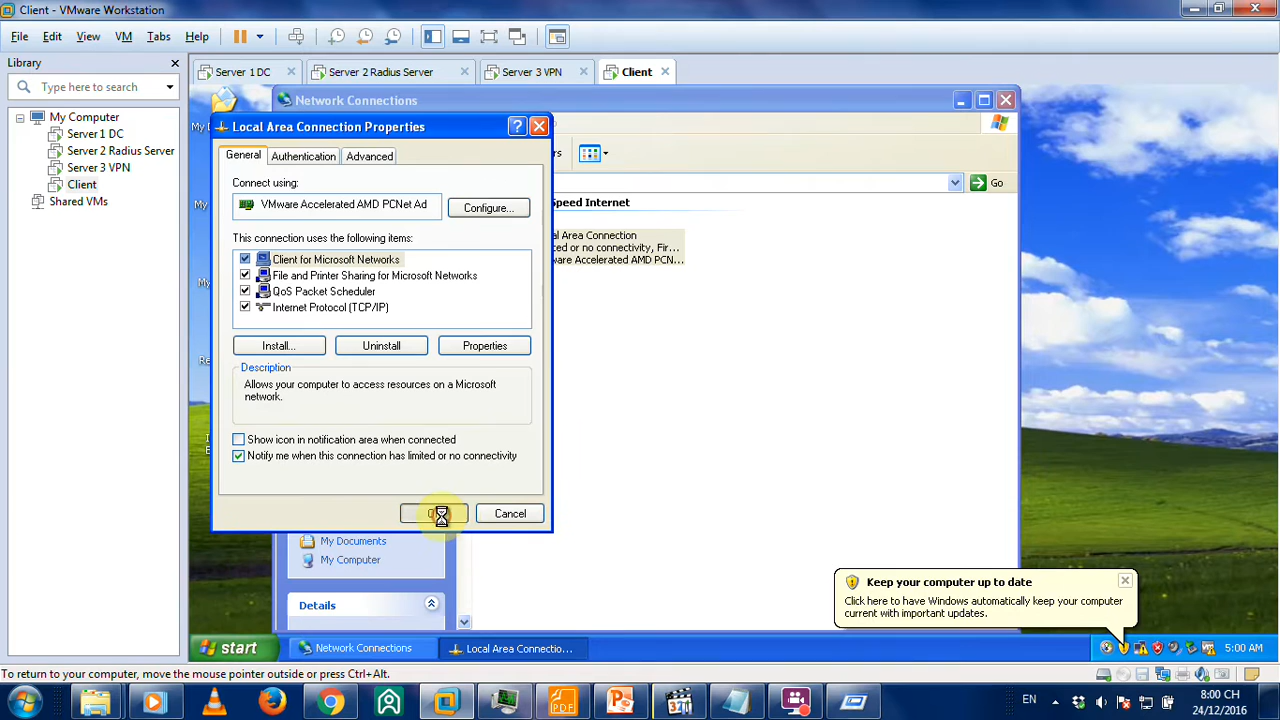 Client - VMware Workstation
File Edit View VM Tabs Help
Library
Type here to search
My Computer
Server 1 DC
Server 2 Radius Server
Server 3 VPN
Client
Shared VMs
Server 1 DC
Server 2 Radius Server
Server 3 VPN
Client
Network Connections
Go
Speed Internet
al Area Connection
ed or no connectivity, Fir...
ware Accelerated AMD PCN...
Local Area Connection Properties
General Authentication Advanced
Connect using:
VMware Accelerated AMD PCNet Ad
Configure...
This connection uses the following items:
Client for Microsoft Networks
File and Printer Sharing for Microsoft Networks
QoS Packet Scheduler
Internet Protocol (TCP/IP)
Install... Uninstall Properties
Description
Allows your computer to access resources on a Microsoft
network.
Show icon in notification area when connected
Notify me when this connection has limited or no connectivity
Cancel
My Documents
My Computer
Details
Keep your computer up to date
Click here to have Windows automatically keep your computer
current with important updates.
start
Network Connections
Local Area Connectio...
5:00 AM
To return to your computer, move the mouse pointer outside or press Ctrl+Alt.
EN
8:00 CH
24/12/2016